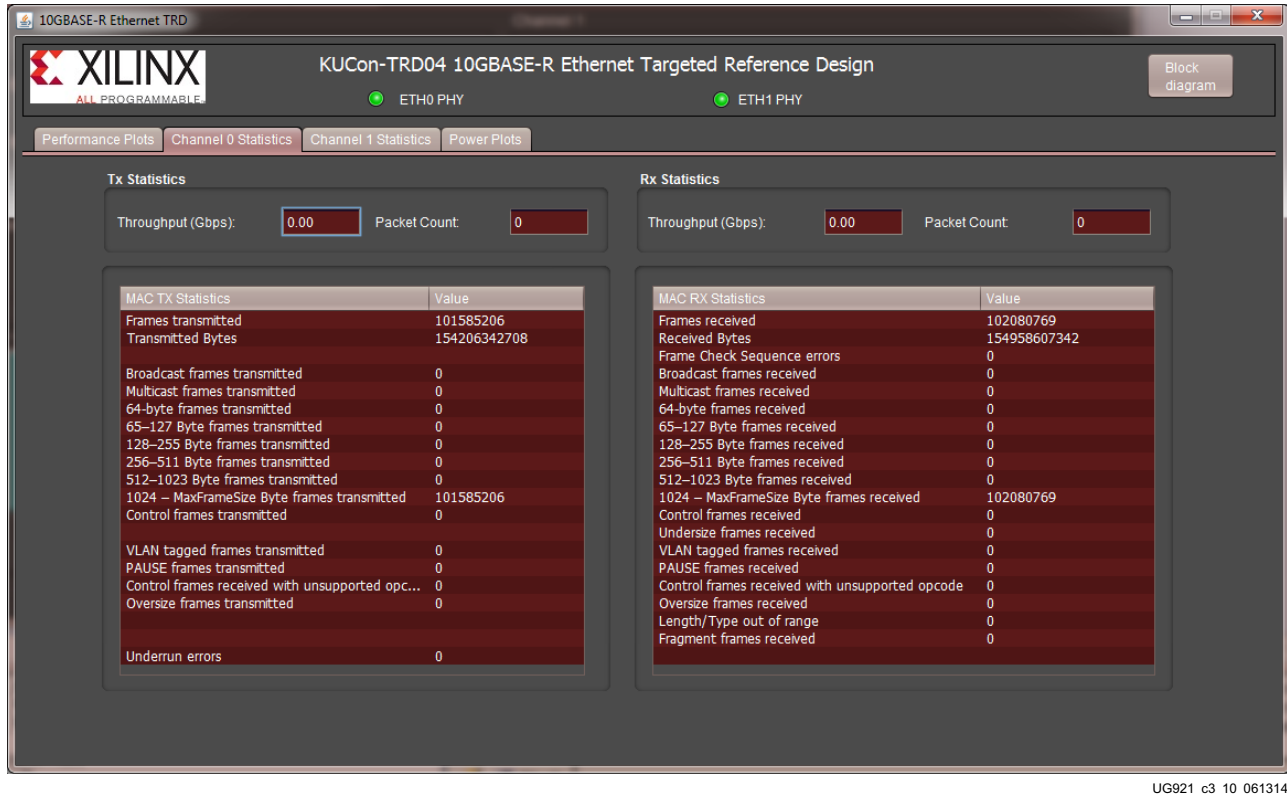 10GBASE-R Ethernet TRD
Channel 1
XILINX
ALL PROGRAMMABLE™
KUCon-TRD04 10GBASE-R Ethernet Targeted Reference Design
ETH0 PHY
ETH1 PHY
Block
diagram
Performance Plots Channel 0 Statistics Channel 1 Statistics Power Plots
Tx Statistics
Throughput (Gbps): 0.00 Packet Count: 0
MAC TX Statistics Value
Frames transmitted 101585206
Transmitted Bytes 154206342708
Broadcast frames transmitted 0
Multicast frames transmitted 0
64-byte frames transmitted 0
65–127 Byte frames transmitted 0
128–255 Byte frames transmitted 0
256–511 Byte frames transmitted 0
512–1023 Byte frames transmitted 0
1024 – MaxFrameSize Byte frames transmitted 101585206
Control frames transmitted 0
VLAN tagged frames transmitted 0
PAUSE frames transmitted 0
Control frames received with unsupported opc... 0
Oversize frames transmitted 0
Underrun errors 0
Rx Statistics
Throughput (Gbps): 0.00 Packet Count: 0
MAC RX Statistics Value
Frames received 102080769
Received Bytes 154958607342
Frame Check Sequence errors 0
Broadcast frames received 0
Multicast frames received 0
64-byte frames received 0
65–127 Byte frames received 0
128–255 Byte frames received 0
256–511 Byte frames received 0
512–1023 Byte frames received 0
1024 – MaxFrameSize Byte frames received 102080769
Control frames received 0
Undersize frames received 0
VLAN tagged frames received 0
PAUSE frames received 0
Control frames received with unsupported opcode 0
Oversize frames received 0
Length/Type out of range 0
Fragment frames received 0
UG921_c3_10_061314